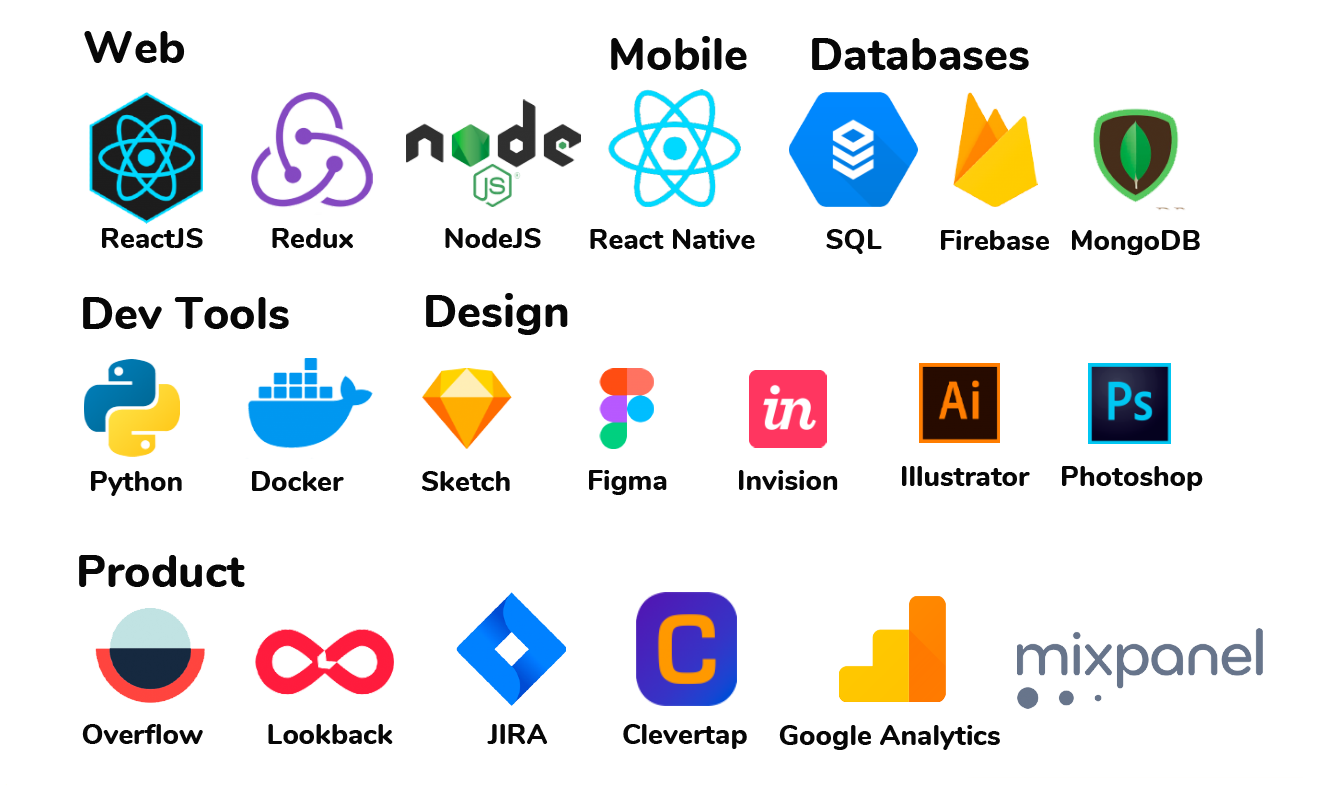 Web
Mobile
Databases
node
JS
ReactJS
Redux
NodeJS
React Native
SQL
Firebase
MongoDB
Dev Tools
Design
in
Ai
Ps
Python
Docker
Sketch
Figma
Invision
Illustrator
Photoshop
Product
C
mixpanel
Overflow
Lookback
JIRA
Clevertap
Google Analytics